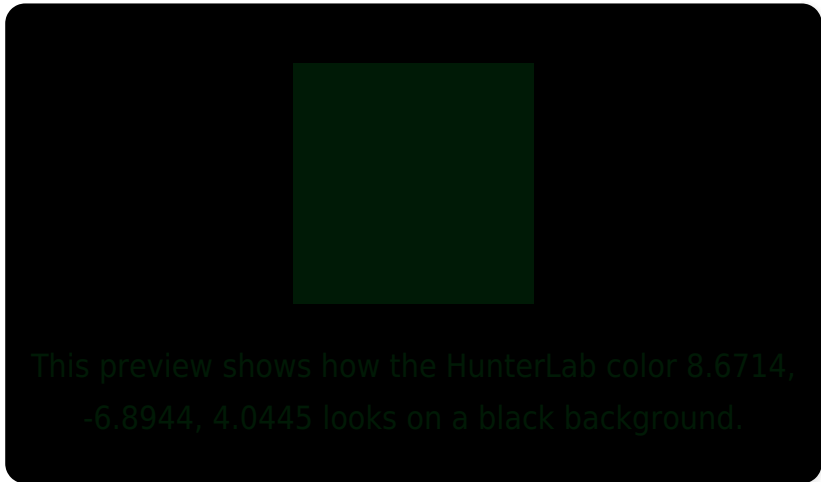 This preview shows how the HunterLab color 8.6714,
-6.8944, 4.0445 looks on a black background.